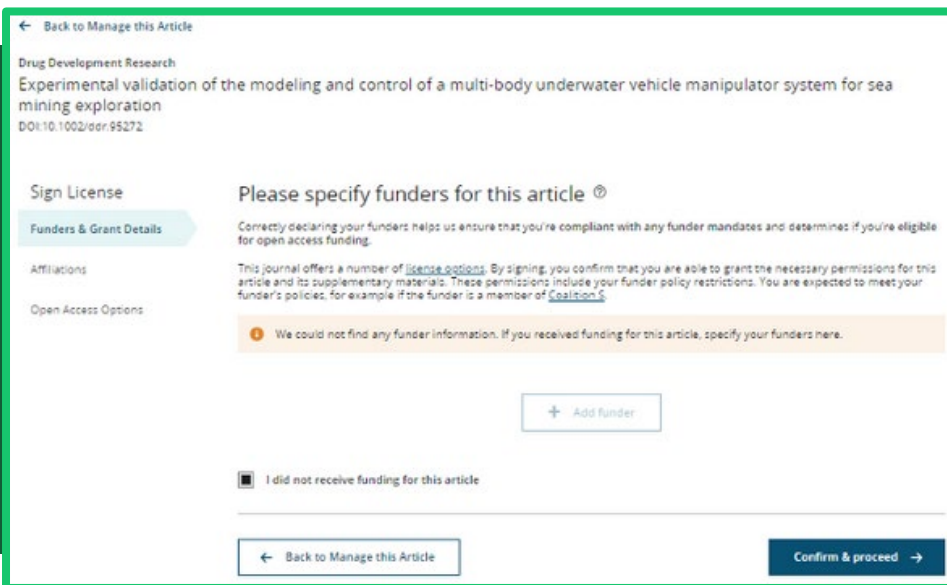 ← Back to Manage this Article
Drug Development Research
Experimental validation of the modeling and control of a multi-body underwater vehicle manipulator system for sea
mining exploration
DOI:10.1002/ddr.95272
Sign License
Funders & Grant Details
Affiliations
Open Access Options
Please specify funders for this article
Correctly declaring your funders helps us ensure that you're compliant with any funder mandates and determines if you're eligible
for open access funding.
This journal offers a number of license options. By signing, you confirm that you are able to grant the necessary permissions for this
article and its supplementary materials. These permissions include your funder policy restrictions. You are expected to meet your
funder's policies, for example if the funder is a member of Coalition S.
We could not find any funder information. If you received funding for this article, specify your funders here.
+ Add funder
I did not receive funding for this article
← Back to Manage this Article
Confirm & proceed →